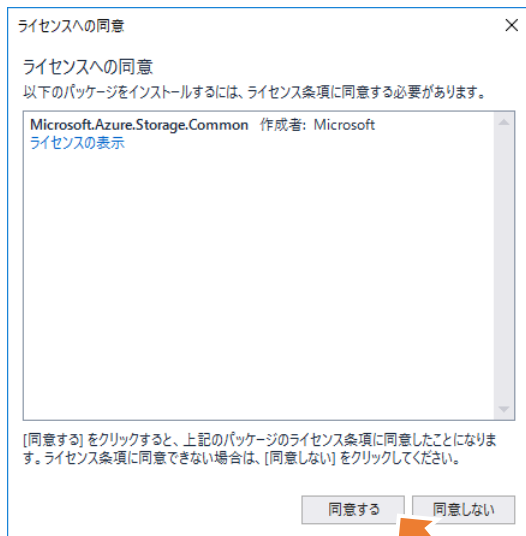 ライセンスへの同意
ライセンスへの同意
以下のパッケージをインストールするには、ライセンス条項に同意する必要があります。
Microsoft.Azure.Storage.Common 作成者: Microsoft
ライセンスの表示
[同意する] をクリックすると、上記のパッケージのライセンス条項に同意したことになりま
す。ライセンス条項に同意できない場合は、[同意しない] をクリックしてください。
同意する 同意しない